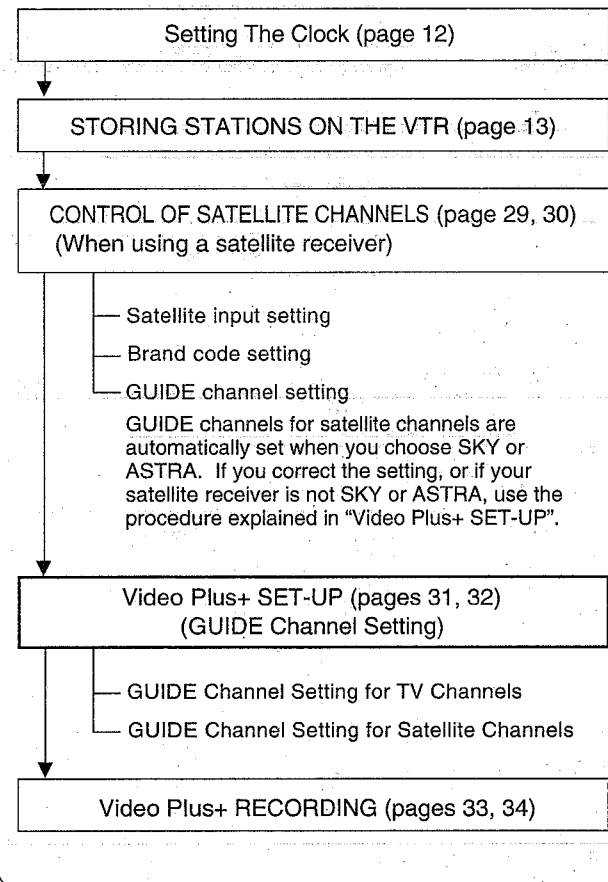 Setting The Clock (page 12)
STORING STATIONS ON THE VTR (page 13)
CONTROL OF SATELLITE CHANNELS (page 29, 30)
(When using a satellite receiver)
Satellite input setting
Brand code setting
GUIDE channel setting
GUIDE channels for satellite channels are
automatically set when you choose SKY or
ASTRA. If you correct the setting, or if your
satellite receiver is not SKY or ASTRA, use the
procedure explained in “Video Plus+ SET-UP”.
Video Plus+ SET-UP (pages 31, 32)
(GUIDE Channel Setting)
GUIDE Channel Setting for TV Channels
GUIDE Channel Setting for Satellite Channels
Video Plus+ RECORDING (pages 33, 34)